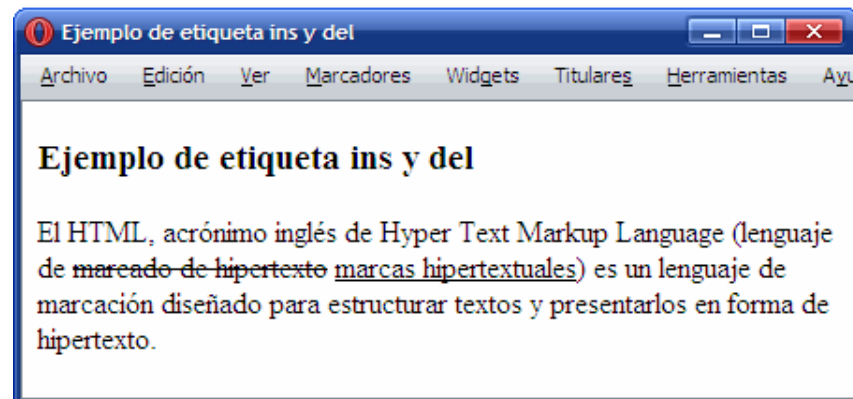 Ejemplo de etiqueta ins y del
Archivo Edición Ver Marcadores Widgets Titulares Herramientas Ayu
Ejemplo de etiqueta ins y del
El HTML, acrónimo inglés de Hyper Text Markup Language (lenguaje
de marcado de hipertexto marcas hipertextuales) es un lenguaje de
marcación diseñado para estructurar textos y presentarlos en forma de
hipertexto.